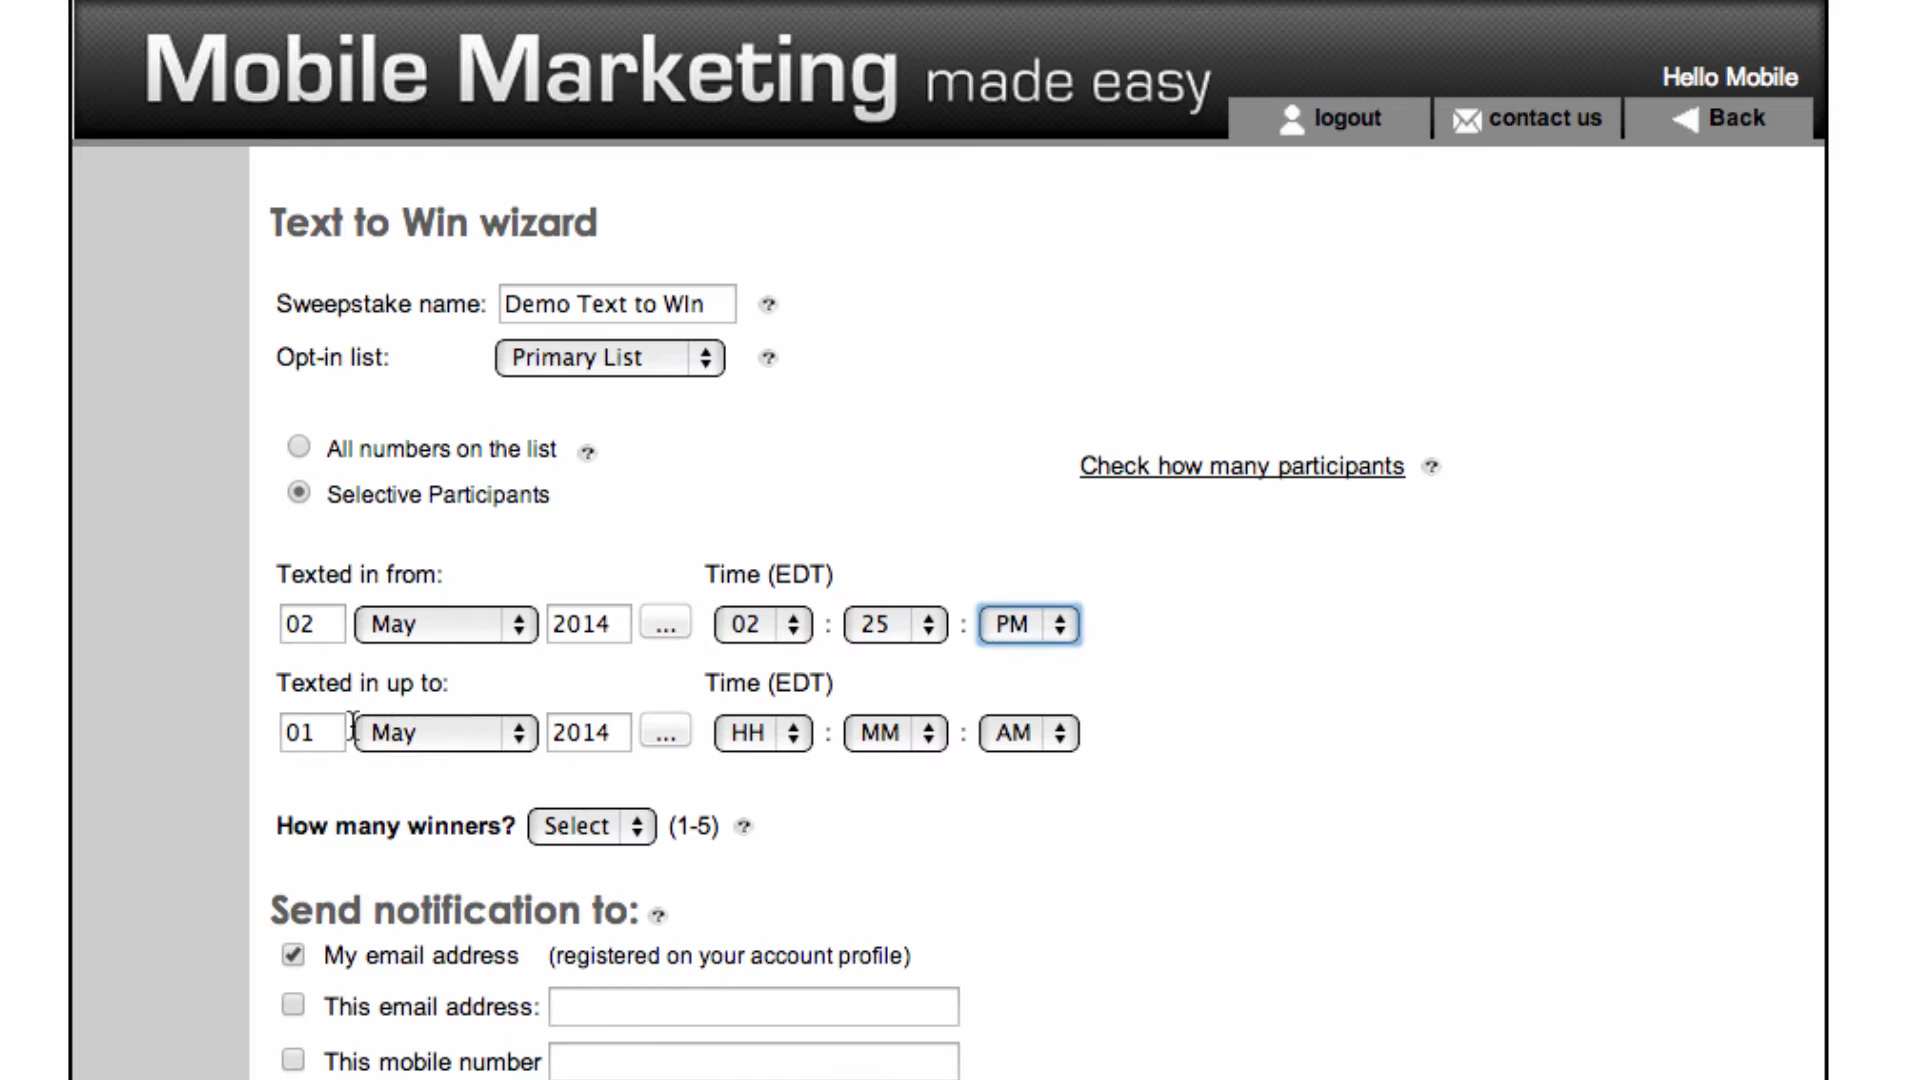 Mobile Marketing made easy
Hello Mobile
logout
contact us
Back
Text to Win wizard
Sweepstake name: Demo Text to WIn ?
Opt-in list: Primary List ?
All numbers on the list ?
Check how many participants ?
Selective Participants
Texted in from: Time (EDT)
02 May 2014 ... 02 : 25 : PM
Texted in up to: Time (EDT)
01 May 2014 ... HH : MM : AM
How many winners? Select (1-5) ?
Send notification to: ?
My email address (registered on your account profile)
This email address:
This mobile number